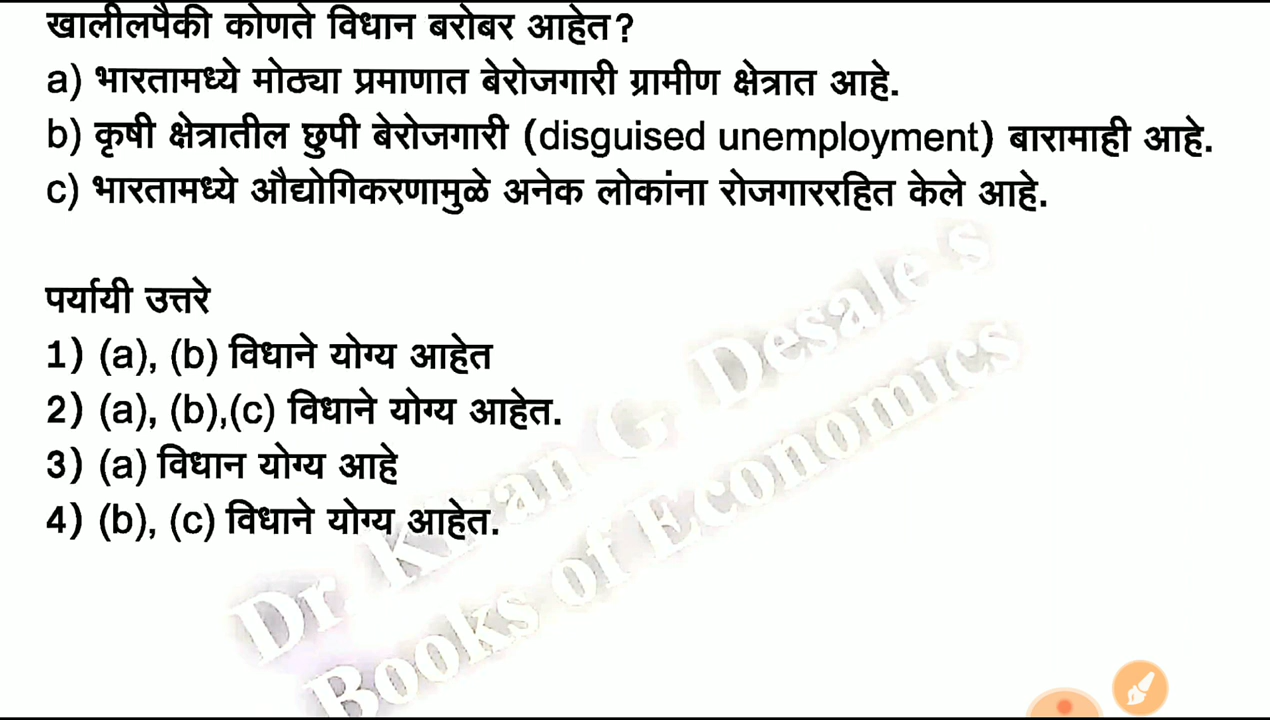 खालीलपैकी कोणते विधान बरोबर आहेत?
a) भारतामध्ये मोठ्या प्रमाणात बेरोजगारी ग्रामीण क्षेत्रात आहे.
b) कृषी क्षेत्रातील छुपी बेरोजगारी (disguised unemployment) बारामाही आहे.
c) भारतामध्ये औद्योगिकरणामुळे अनेक लोकांना रोजगाररहित केले आहे.
पर्यायी उत्तरे
1) (a), (b) विधाने योग्य आहेत
2) (a), (b),(c) विधाने योग्य आहेत.
3) (a) विधान योग्य आहे
4) (b), (c) विधाने योग्य आहेत.
Dr Kiran G Desale s
Books of Economics